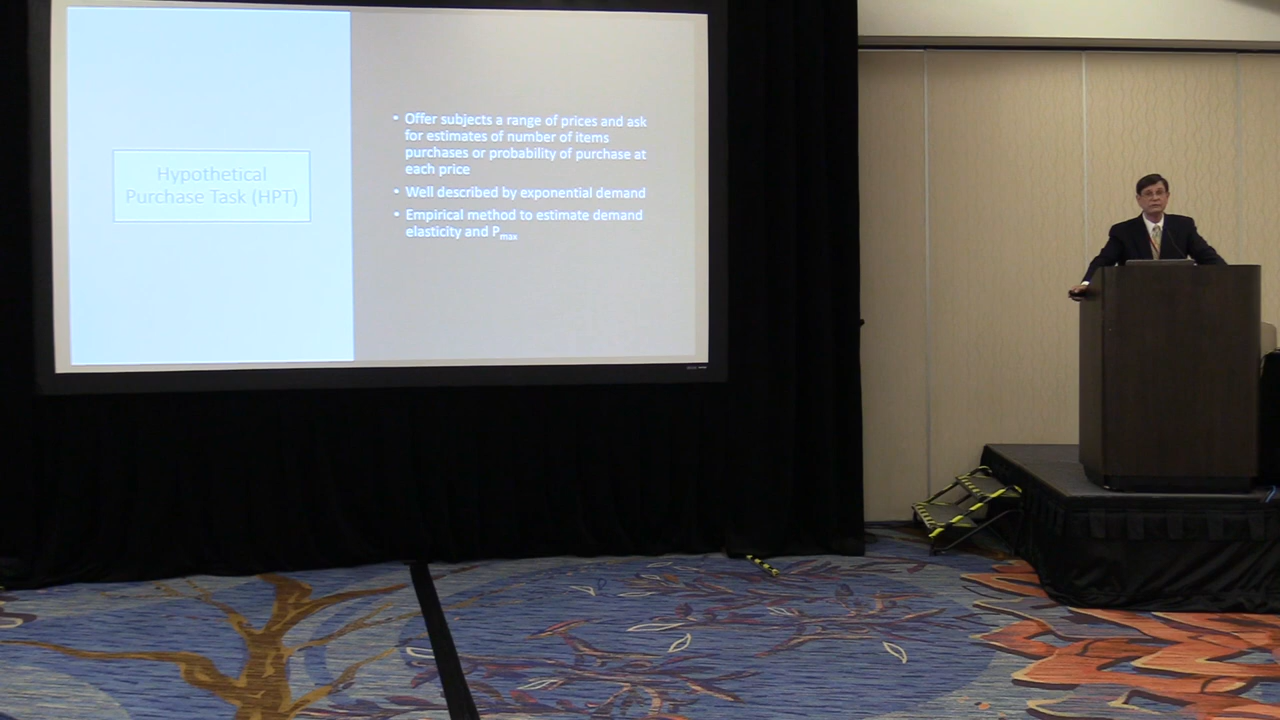 Hypothetical
Purchase Task (HPT)
• Offer subjects a range of prices and ask
for estimates of number of items
purchases or probability of purchase at
each price
• Well described by exponential demand
• Empirical method to estimate demand
elasticity and Pmax